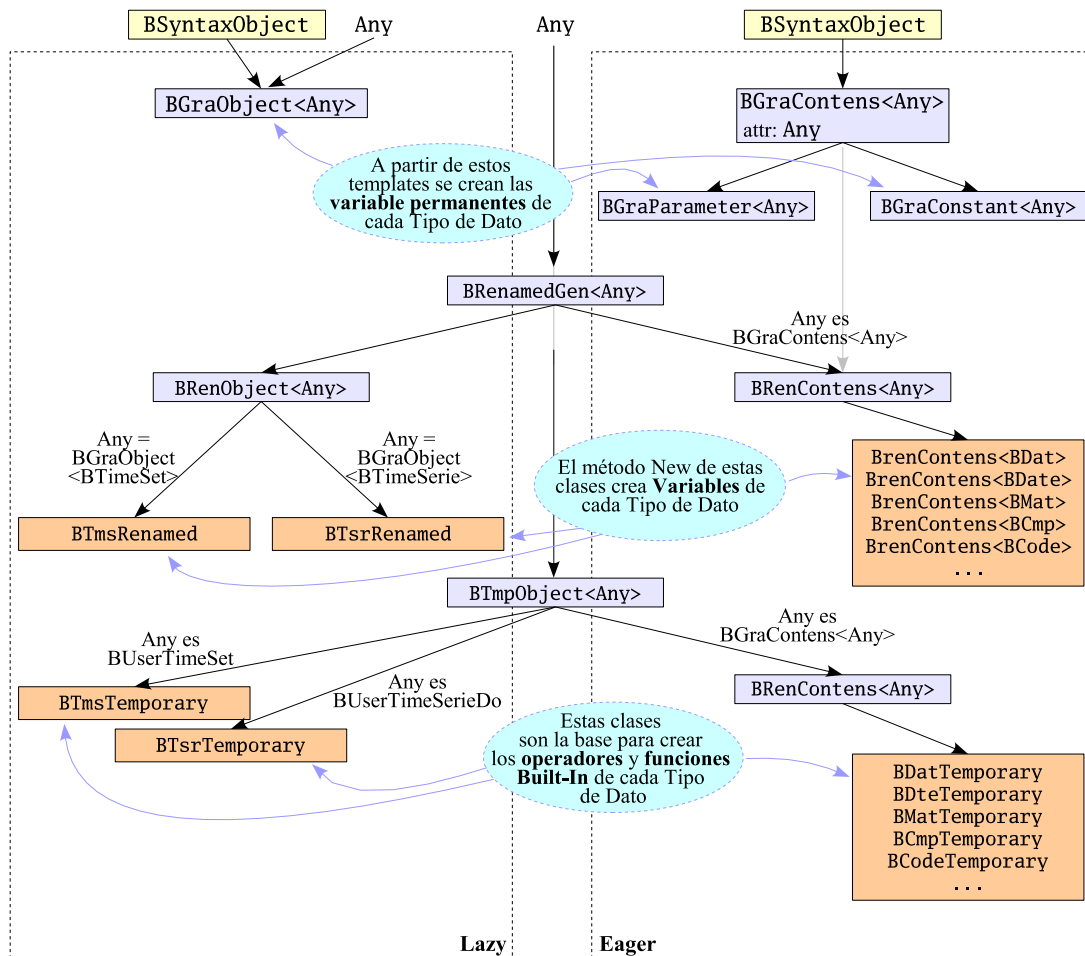 BSyntaxObject
Any
Any
BSyntaxObject
BGraObject<Any>
BGraContens<Any>
attr: Any
A partir de estos
templates se crean las
variable permanentes de
cada Tipo de Dato
BGraParameter<Any>
BGraConstant<Any>
BRenamedGen<Any>
Any es
BGraContens<Any>
BRenObject<Any>
BRenContens<Any>
Any =
BGraObject
<BTimeSet>
Any =
BGraObject
<BTimeSerie>
El método New de estas
clases crea Variables de
cada Tipo de Dato
BrenContens<BDat>
BrenContens<BDate>
BrenContens<BMat>
BrenContens<BCmp>
BrenContens<BCode>
...
BTmsRenamed
BTsrRenamed
BTmpObject<Any>
Any es
BUserTimeSet
Any es
BGraContens<Any>
Any es
BUserTimeSerieDo
BTmsTemporary
BTsrTemporary
BRenContens<Any>
Estas clases
son la base para crear
los operadores y funciones
Built-In de cada Tipo
de Dato
BDatTemporary
BDteTemporary
BMatTemporary
BCmpTemporary
BCodeTemporary
...
Lazy
Eager